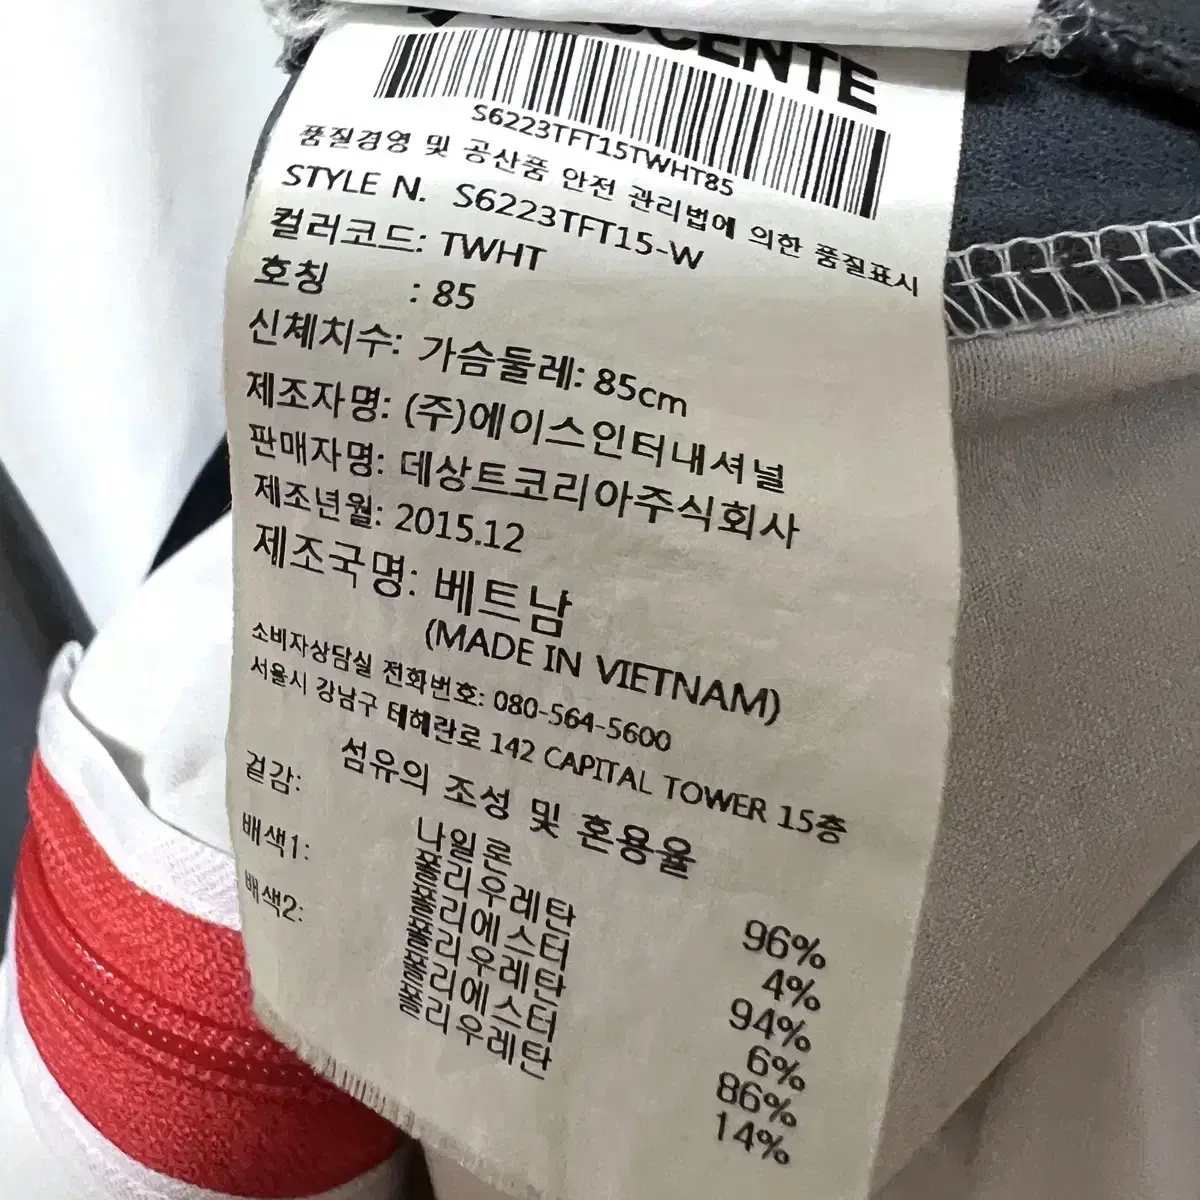 S6223TFT15TWHT85
품질경영 및 공산품 안전 관리법에 의한 품질표시
STYLE N. S6223TFT15-W
컬러코드: TWHT
호칭 : 85
신체치수: 가슴둘레: 85cm
제조자명: (주)에이스인터내셔널
판매자명: 데상트코리아주식회사
제조년월: 2015.12
제조국명: 베트남
(MADE IN VIETNAM)
소비자상담실 전화번호: 080-564-5600
서울시 강남구 테헤란로 142 CAPITAL TOWER 15층
섬유의 조성 및 혼용율
겉감: 나일론 96%
폴리우레탄 4%
배색1: 폴리에스터 94%
폴리우레탄 6%
배색2: 폴리에스터 86%
폴리우레탄 14%